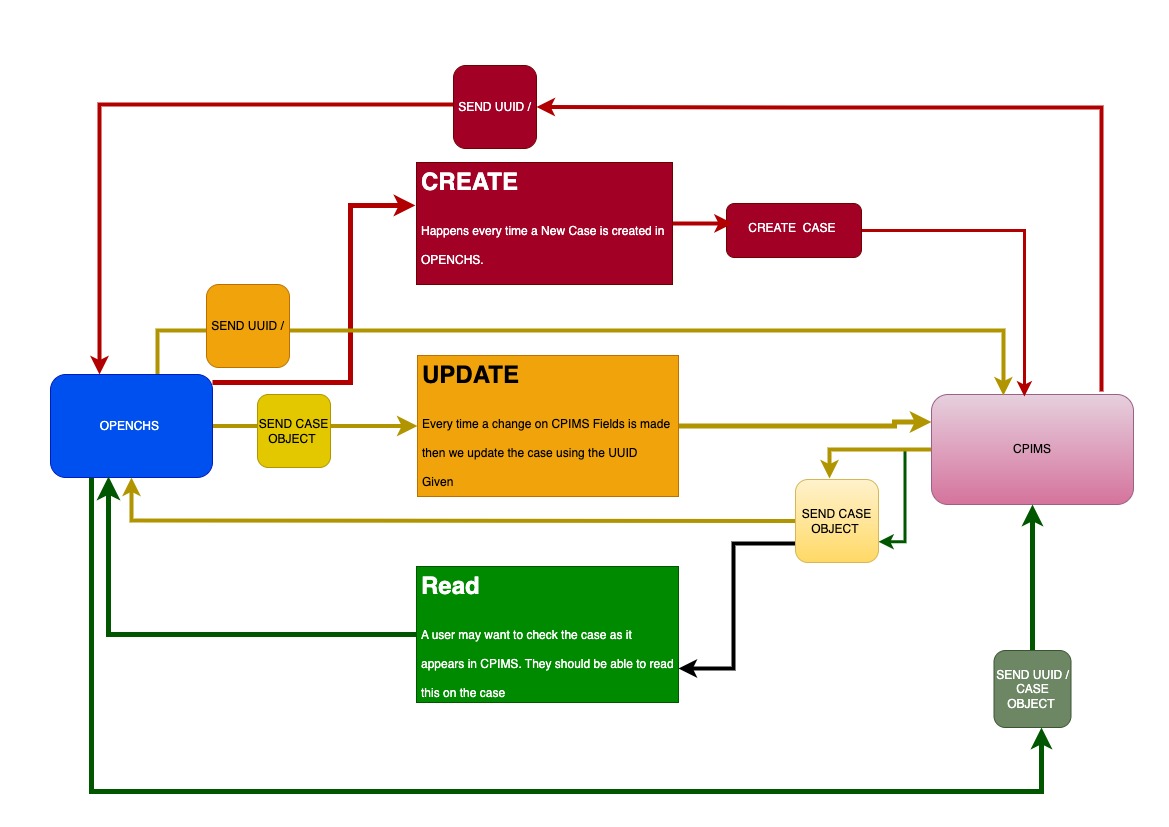 SEND UUID /
CREATE
Happens every time a New Case is created in
OPENCHS.
CREATE  CASE
SEND UUID /
UPDATE
Every time a change on CPIMS Fields is made
then we update the case using the UUID
Given
OPENCHS
SEND CASE
OBJECT
CPIMS
SEND CASE
OBJECT
Read
A user may want to check the case as it
appears in CPIMS. They should be able to read
this on the case
SEND UUID /
CASE
OBJECT